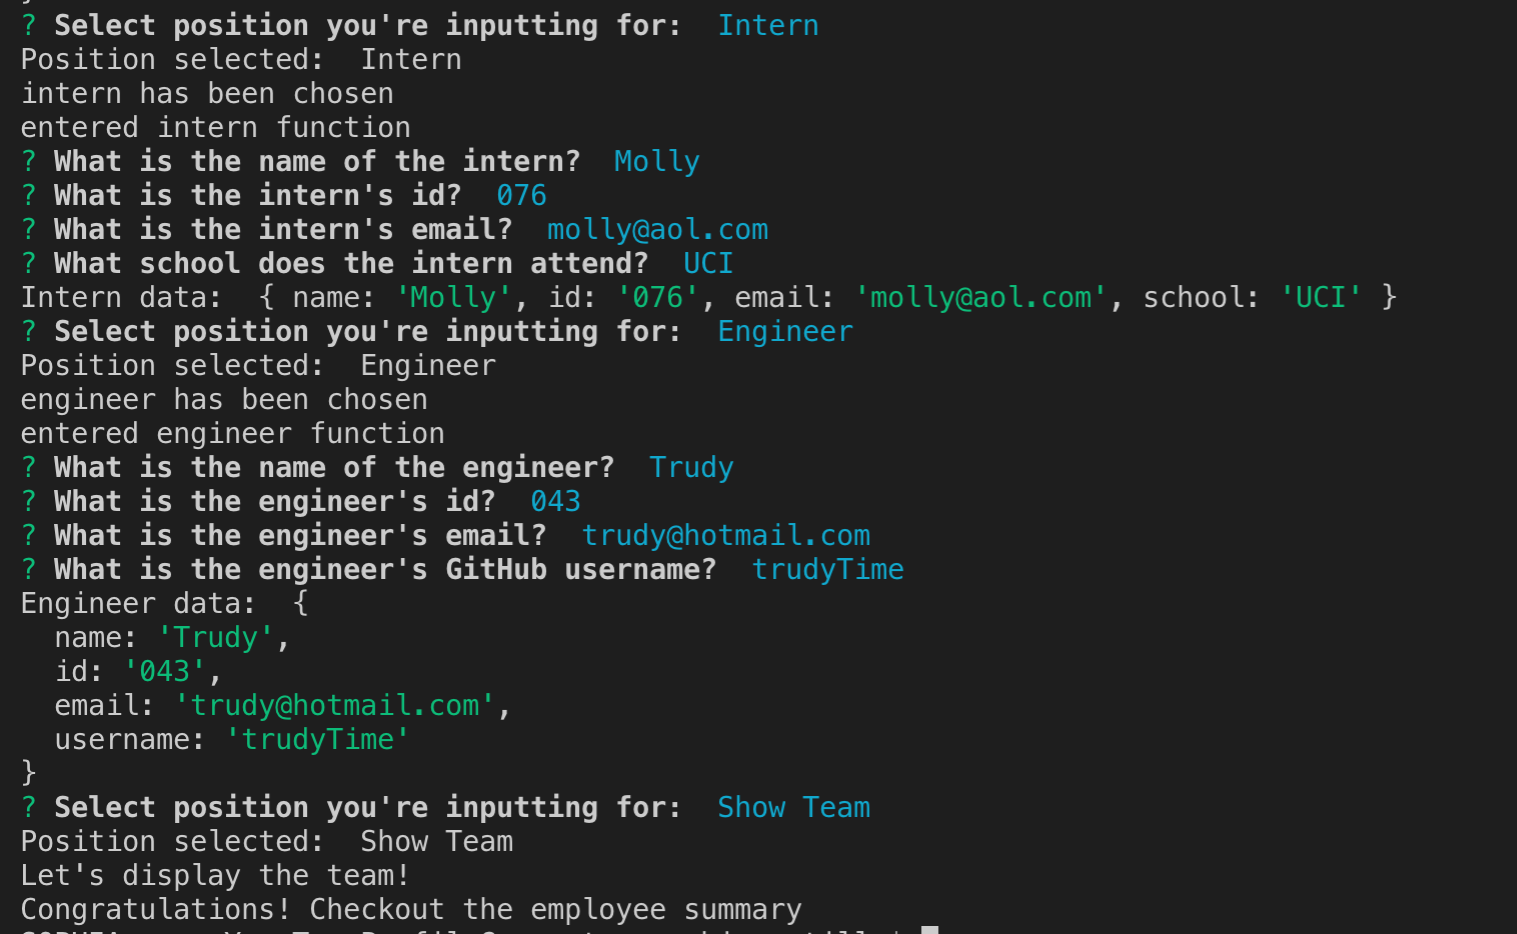 }
? Select position you're inputting for:  Intern
Position selected:  Intern
intern has been chosen
entered intern function
? What is the name of the intern?  Molly
? What is the intern's id?  076
? What is the intern's email?  molly@aol.com
? What school does the intern attend?  UCI
Intern data:  { name: 'Molly', id: '076', email: 'molly@aol.com', school: 'UCI' }
? Select position you're inputting for:  Engineer
Position selected:  Engineer
engineer has been chosen
entered engineer function
? What is the name of the engineer?  Trudy
? What is the engineer's id?  043
? What is the engineer's email?  trudy@hotmail.com
? What is the engineer's GitHub username?  trudyTime
Engineer data:  {
  name: 'Trudy',
  id: '043',
  email: 'trudy@hotmail.com',
  username: 'trudyTime'
}
? Select position you're inputting for:  Show Team
Position selected:  Show Team
Let's display the team!
Congratulations! Checkout the employee summary